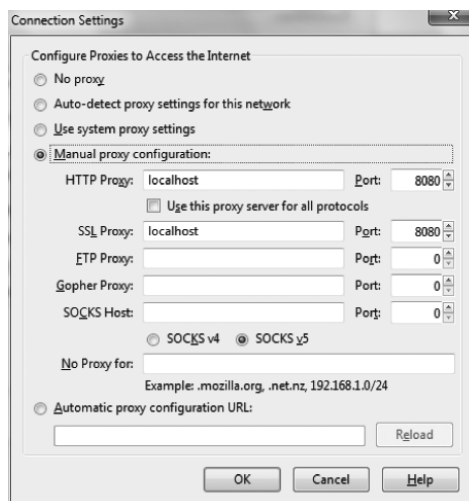 Connection Settings
x
Configure Proxies to Access the Internet
No proxy
Auto-detect proxy settings for this network
Use system proxy settings
Manual proxy configuration:
HTTP Proxy: localhost Port: 8080
Use this proxy server for all protocols
SSL Proxy: localhost Port: 8080
FTP Proxy: Port: 0
Gopher Proxy: Port: 0
SOCKS Host: Port: 0
SOCKS v4 SOCKS v5
No Proxy for:
Example: .mozilla.org, .net.nz, 192.168.1.0/24
Automatic proxy configuration URL:
Reload
OK Cancel Help